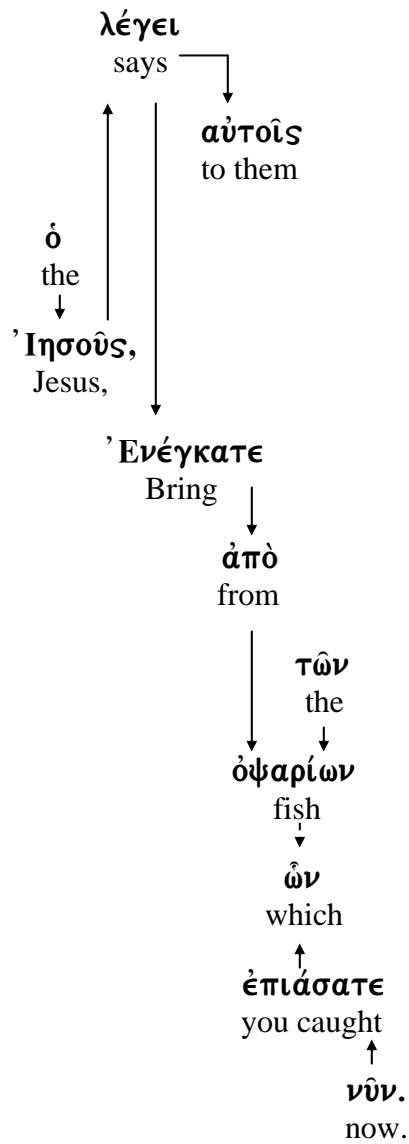 λέγει
says
αὐτοῖς
to them
ὁ
the
Ἰησοῦς,
Jesus,
Ἐνέγκατε
Bring
ἀπὸ
from
τῶν
the
ὀψαρίων
fish
ὧν
which
ἐπιάσατε
you caught
νῦν.
now.